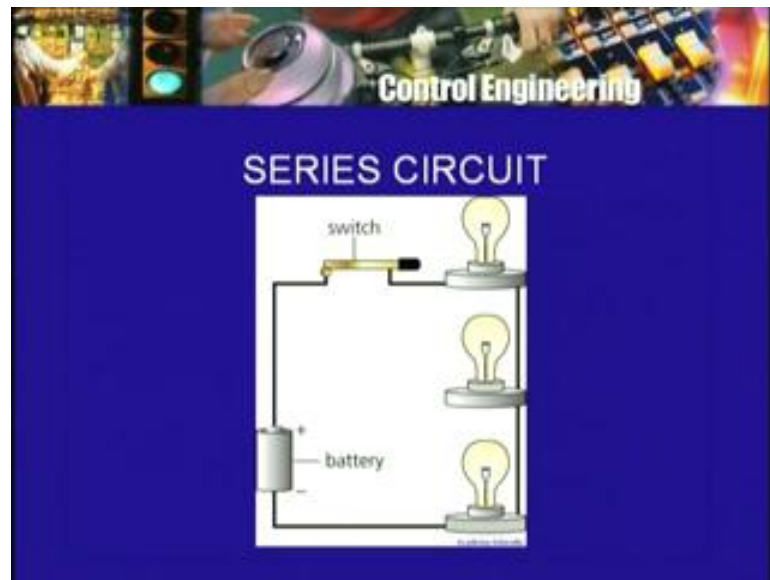 Control Engineering
SERIES CIRCUIT
switch
+
battery
−